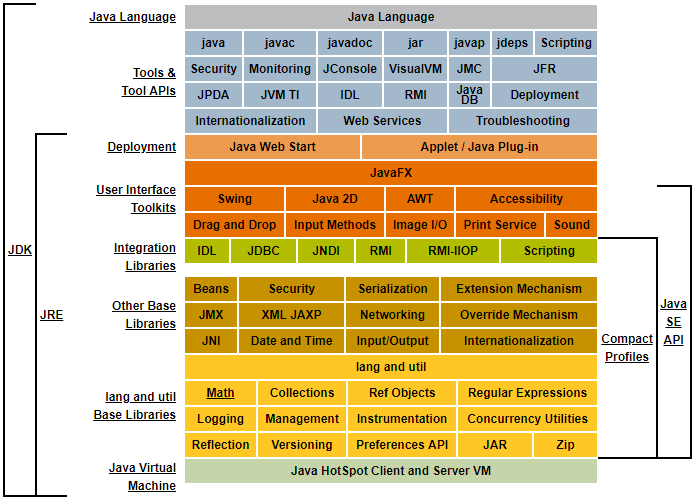 Java Language Java Language
java javac javadoc jar javap jdeps Scripting
Security Monitoring JConsole VisualVM JMC JFR
Tools &
Tool APIs
JPDA JVM TI IDL RMI Java DB Deployment
Internationalization Web Services Troubleshooting
Deployment Java Web Start Applet / Java Plug-in
JavaFX
User Interface
Toolkits
Swing Java 2D AWT Accessibility
Drag and Drop Input Methods Image I/O Print Service Sound
Integration
Libraries
IDL JDBC JNDI RMI RMI-IIOP Scripting
JDK
JRE
Beans Security Serialization Extension Mechanism
Other Base
Libraries
JMX XML JAXP Networking Override Mechanism
JNI Date and Time Input/Output Internationalization
Java
SE
API
Compact
Profiles
lang and util
lang and util
Base Libraries
Math Collections Ref Objects Regular Expressions
Logging Management Instrumentation Concurrency Utilities
Reflection Versioning Preferences API JAR Zip
Java Virtual
Machine
Java HotSpot Client and Server VM